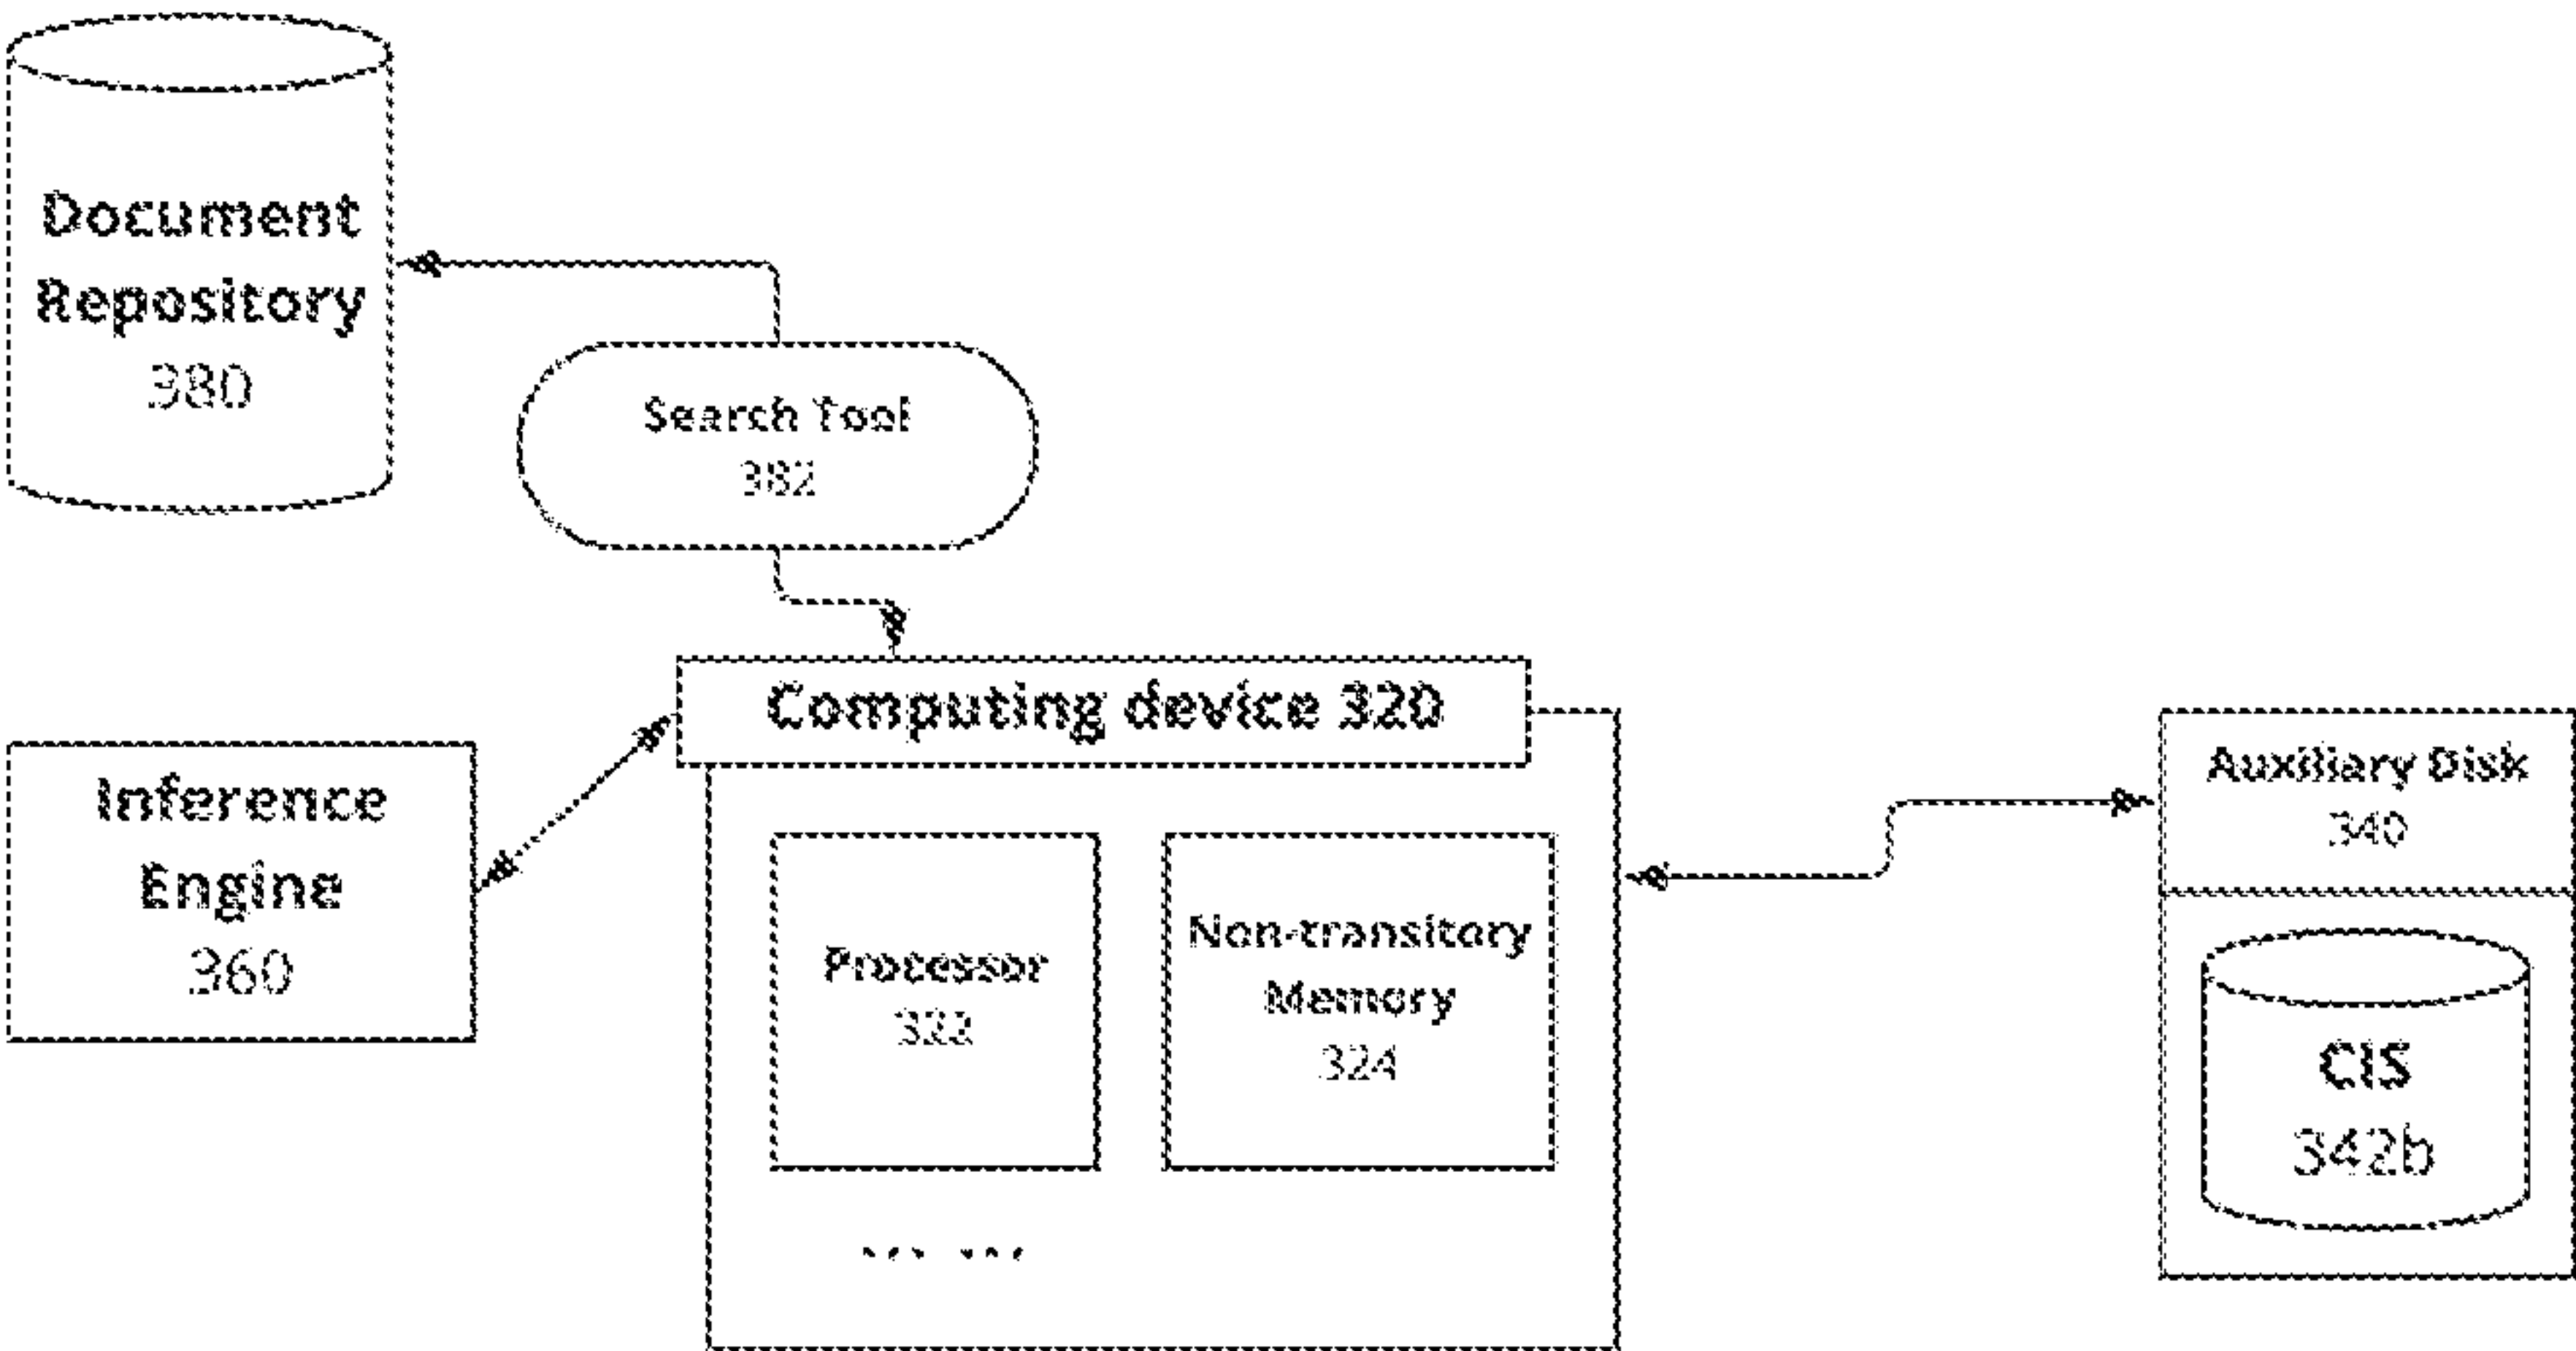 Document
Repository
380
Search Tool
382
Computing device 320
Inference
Engine
360
Processor
322
Non-transitory
Memory
324
... ...
Auxiliary Disk
340
CIS
342b